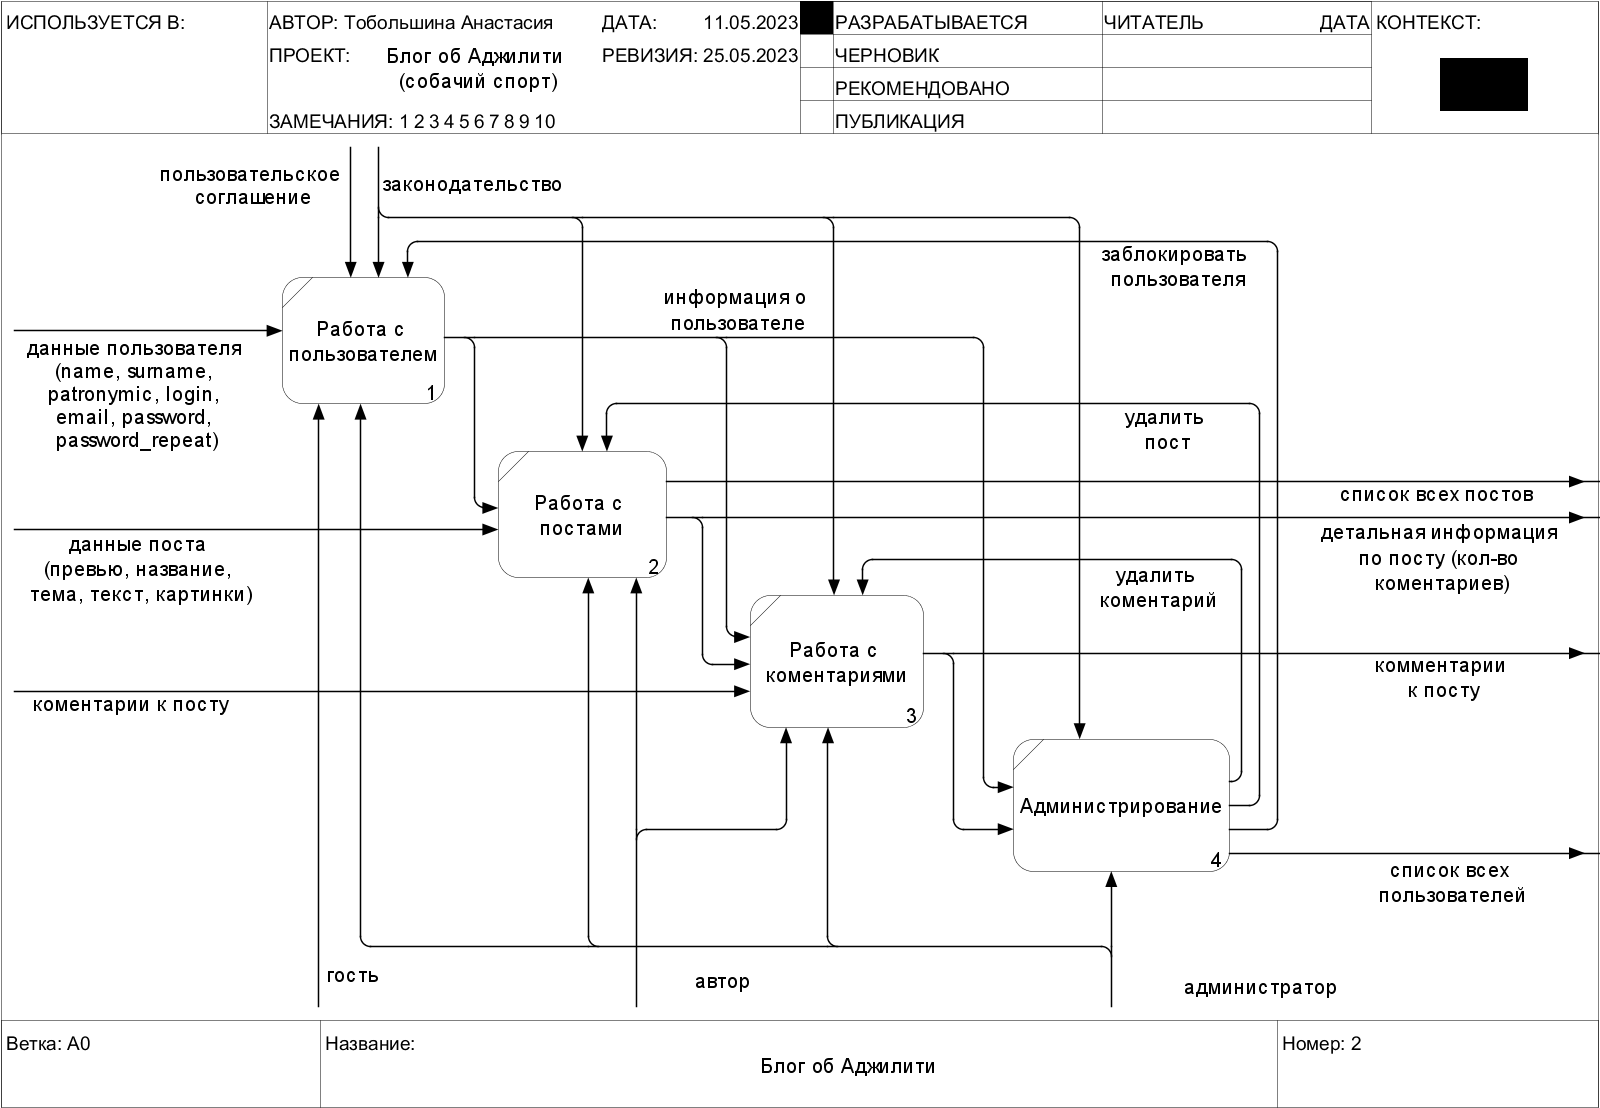 ИСПОЛЬЗУЕТСЯ В:
АВТОР: Тобольшина Анастасия
ДАТА: 11.05.2023
ПРОЕКТ: Блог об Аджилити
(собачий спорт)
РЕВИЗИЯ: 25.05.2023
ЗАМЕЧАНИЯ: 1 2 3 4 5 6 7 8 9 10
РАЗРАБАТЫВАЕТСЯ
ЧЕРНОВИК
РЕКОМЕНДОВАНО
ПУБЛИКАЦИЯ
ЧИТАТЕЛЬ
ДАТА
КОНТЕКСТ:
пользовательское
соглашение
законодательство
заблокировать
пользователя
информация о
пользователе
Работа с
пользователем
1
данные пользователя
(name, surname,
patronymic, login,
email, password,
password_repeat)
удалить
пост
Работа с
постами
2
список всех постов
данные поста
(превью, название,
тема, текст, картинки)
детальная информация
по посту (кол-во
коментариев)
удалить
коментарий
Работа с
коментариями
3
комментарии
к посту
коментарии к посту
Администрирование
4
список всех
пользователей
гость
автор
администратор
Ветка: A0
Название:
Блог об Аджилити
Номер: 2